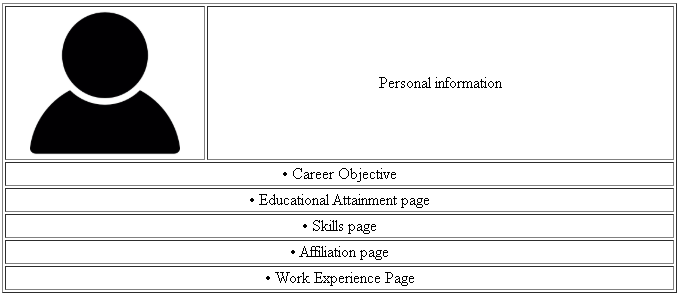 Personal information
• Career Objective
• Educational Attainment page
• Skills page
• Affiliation page
• Work Experience Page